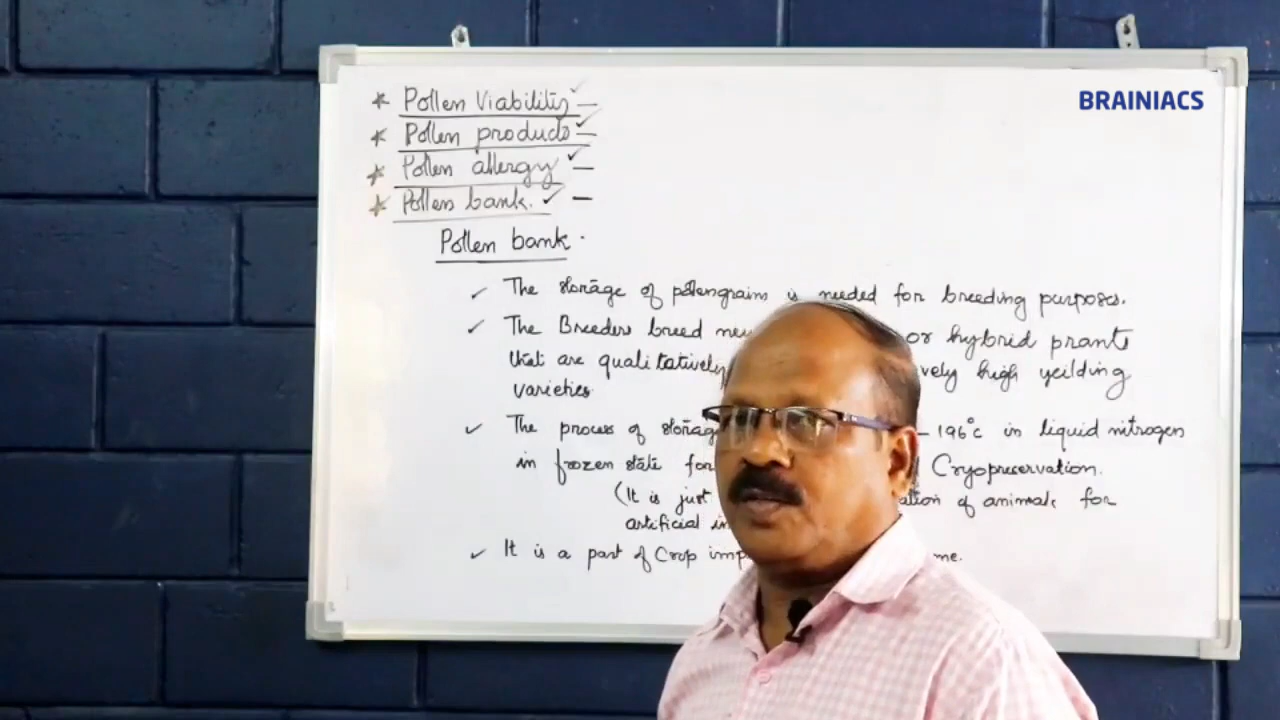 BRAINIACS
* Pollen Viability ✓ —
* Pollen products ✓ —
* Pollen allergy ✓ —
* Pollen bank. ✓ —
Pollen bank.
✓ The storage of pollengrains is needed for breeding purposes.
✓ The Breeders breed new or hybrid prants
that are qualitatively vely high yeilding
varieties
✓ The process of storage -196°c in liquid nitrogen
in frozen state for Cryopreservation.
(It is just ation of animals for
artificial in
✓ It is a part of Crop imp me.